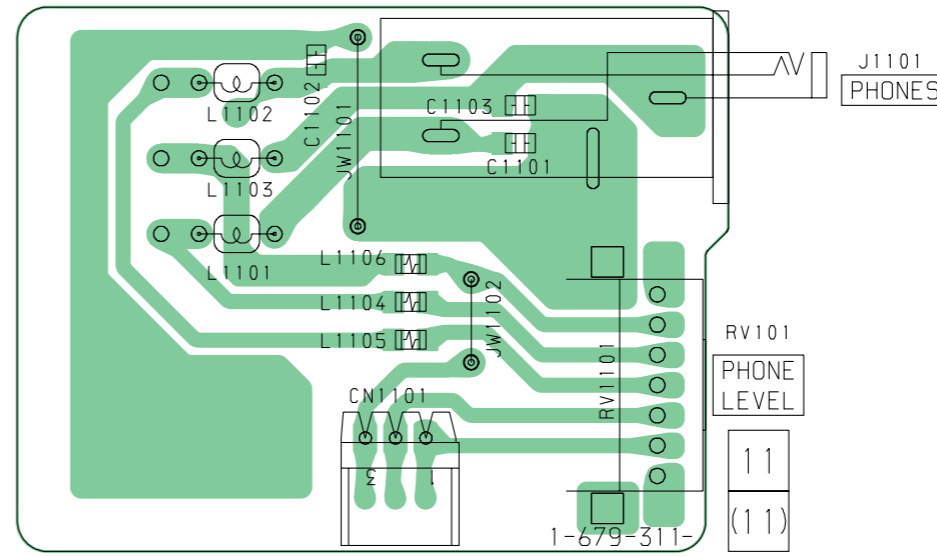 J1101
PHONES
L1102
C1102
JW1101
C1103
C1101
L1103
L1101
L1106
L1104
L1105
JW1102
RV1101
RV101
PHONE
LEVEL
CN1101
3
1
11
(11)
1-679-311-